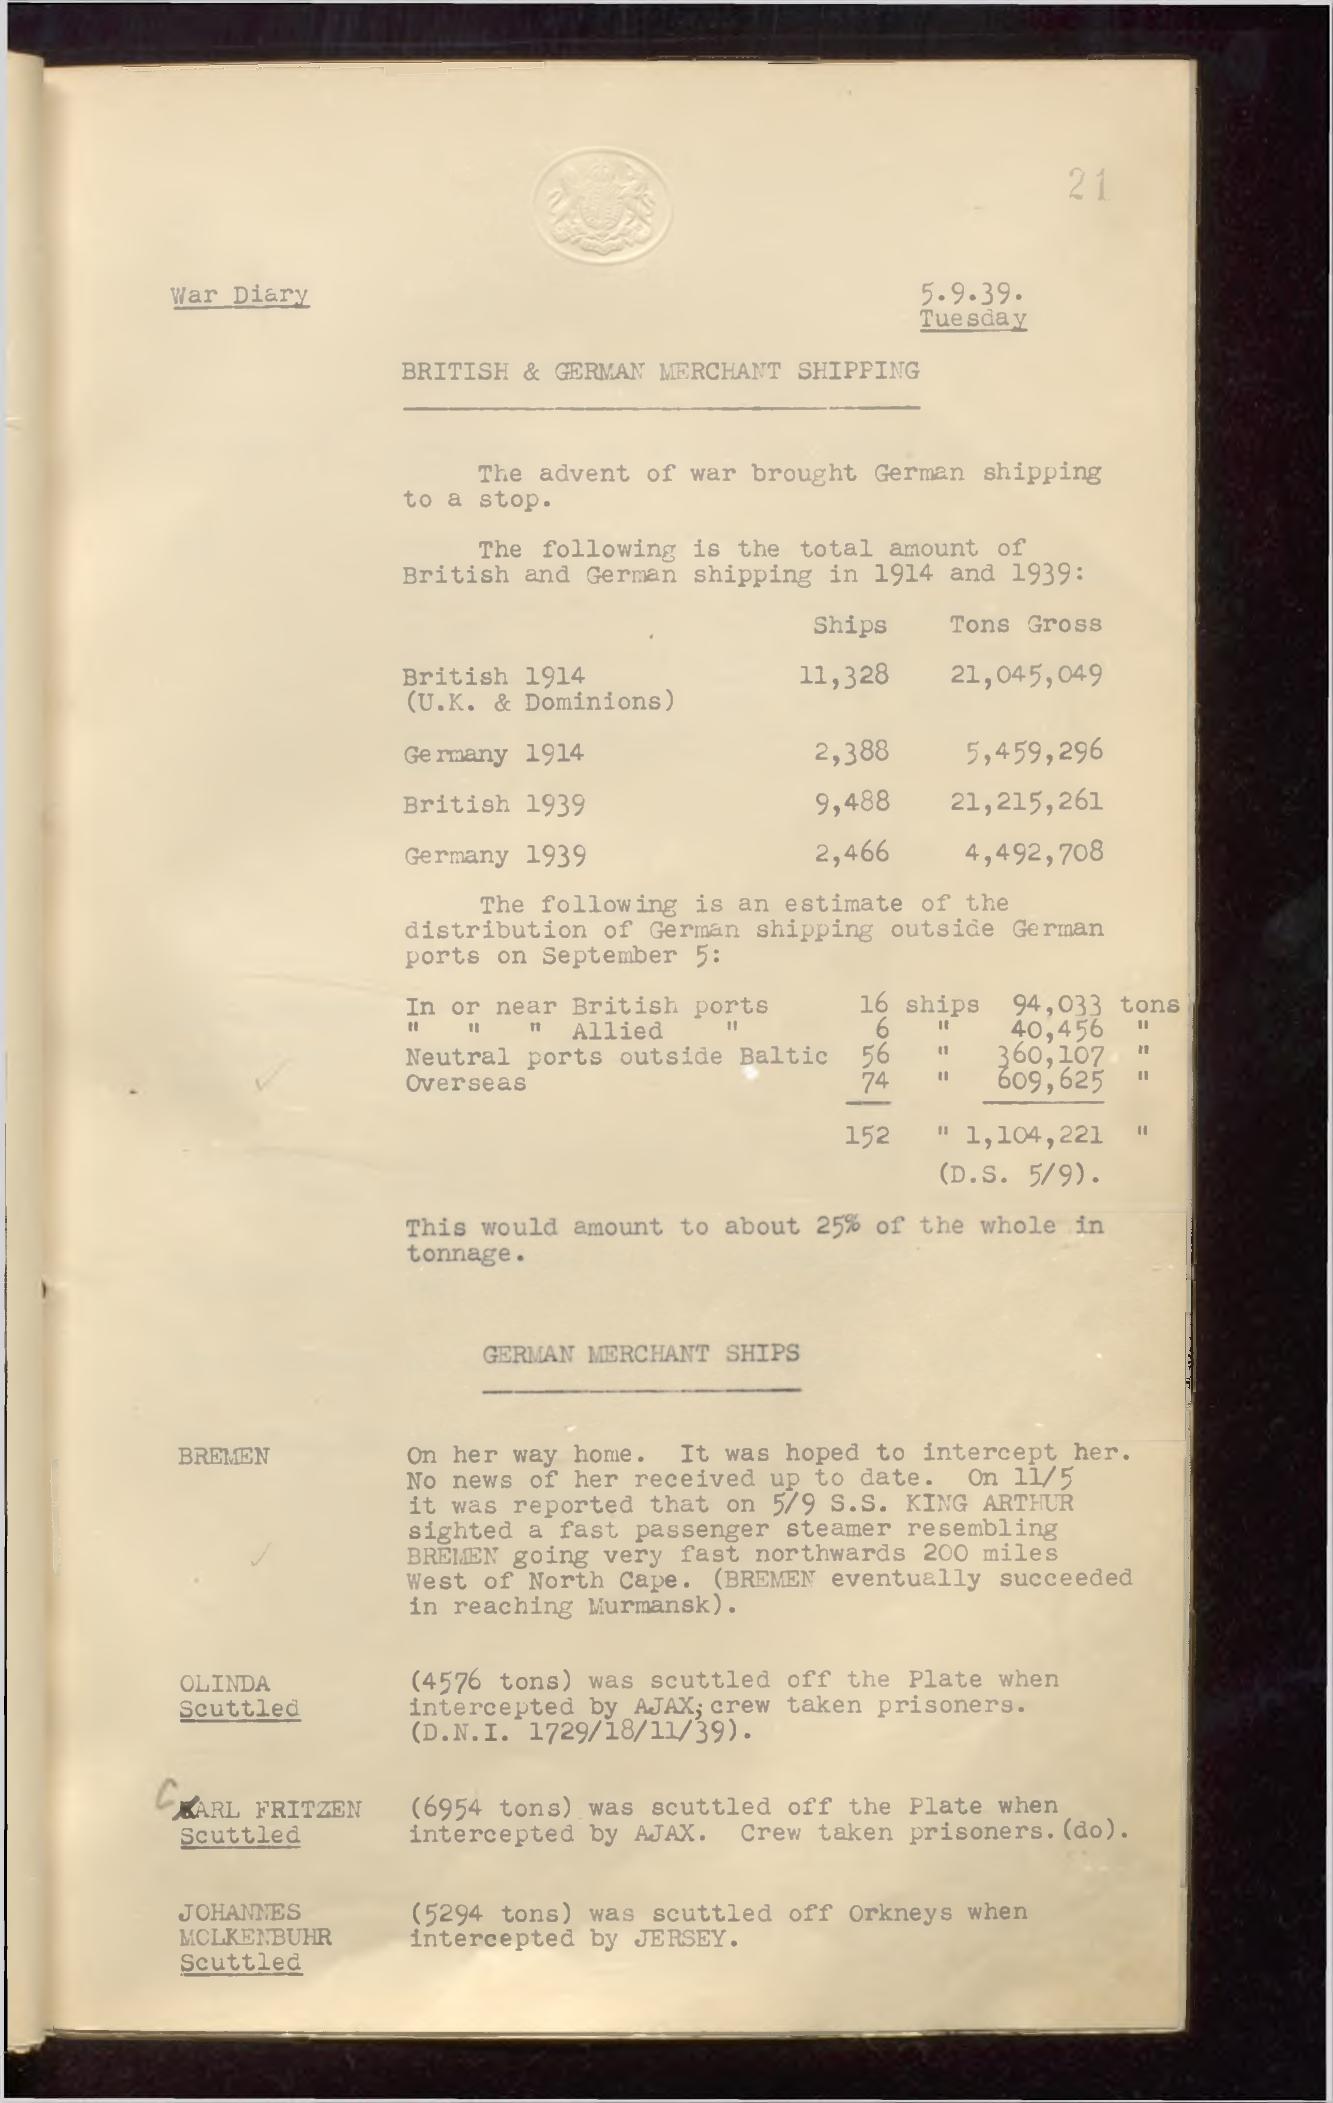 21
War Diary 5.9.39.
Tuesday
BRITISH & GERMAN MERCHANT SHIPPING
The advent of war brought German shipping
to a stop.
The following is the total amount of
British and German shipping in 1914 and 1939:
Ships Tons Gross
British 1914 11,328 21,045,049
(U.K. & Dominions)
Germany 1914 2,388 5,459,296
British 1939 9,488 21,215,261
Germany 1939 2,466 4,492,708
The following is an estimate of the
distribution of German shipping outside German
ports on September 5:
In or near British ports 16 ships 94,033 tons
" " " Allied " 6 " 40,456 "
Neutral ports outside Baltic 56 " 360,107 "
Overseas 74 " 609,625 "
152 " 1,104,221 "
(D.S. 5/9).
This would amount to about 25% of the whole in
tonnage.
GERMAN MERCHANT SHIPS
BREMEN On her way home. It was hoped to intercept her.
No news of her received up to date. On 11/5
it was reported that on 5/9 S.S. KING ARTHUR
sighted a fast passenger steamer resembling
BREMEN going very fast northwards 200 miles
West of North Cape. (BREMEN eventually succeeded
in reaching Murmansk).
OLINDA (4576 tons) was scuttled off the Plate when
Scuttled intercepted by AJAX; crew taken prisoners.
(D.N.I. 1729/18/11/39).
CARL FRITZEN (6954 tons) was scuttled off the Plate when
Scuttled intercepted by AJAX. Crew taken prisoners.(do).
JOHANNES (5294 tons) was scuttled off Orkneys when
MOLKENBUHR intercepted by JERSEY.
Scuttled